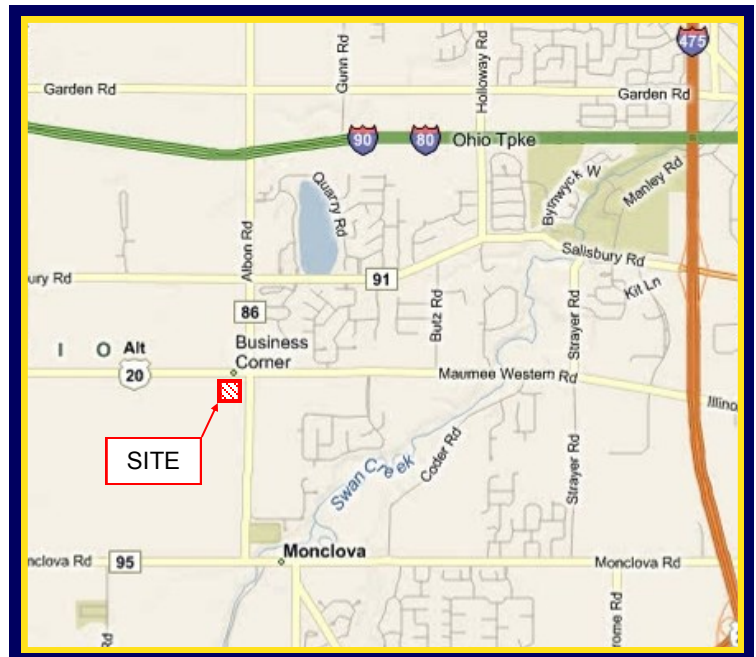 475
Gunn Rd
Holloway Rd
Garden Rd
Garden Rd
90
80
Ohio Tpke
Manley Rd
Quarry Rd
Albon Rd
Salisbury Rd
ury Rd
91
Kit Ln
86
Butz Rd
Strayer Rd
I O
Alt
20
Business
Corner
Maumee Western Rd
Illino
SITE
Swan Creek
Coder Rd
Strayer Rd
nclova Rd
95
Monclova
Monclova Rd
rome Rd
Rd